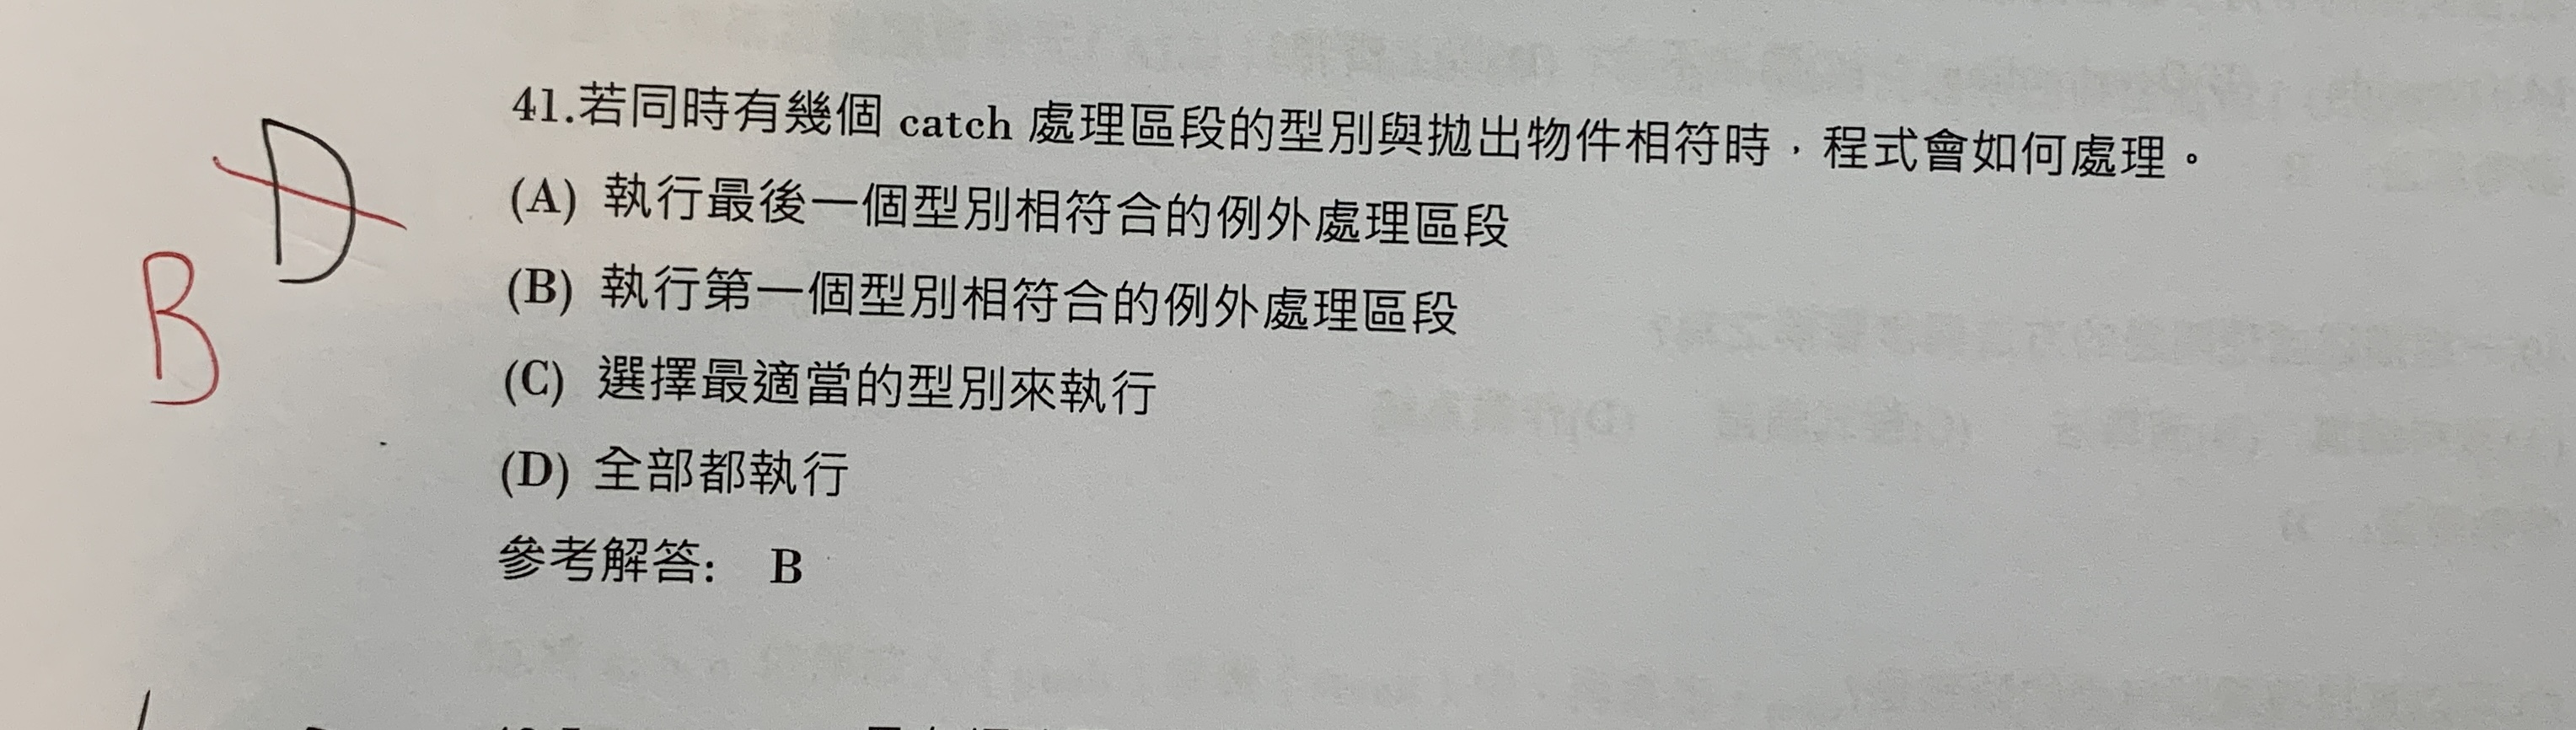 D
B
41.若同時有幾個 catch 處理區段的型別與拋出物件相符時，程式會如何處理。
(A) 執行最後一個型別相符合的例外處理區段
(B) 執行第一個型別相符合的例外處理區段
(C) 選擇最適當的型別來執行
(D) 全部都執行
參考解答: B